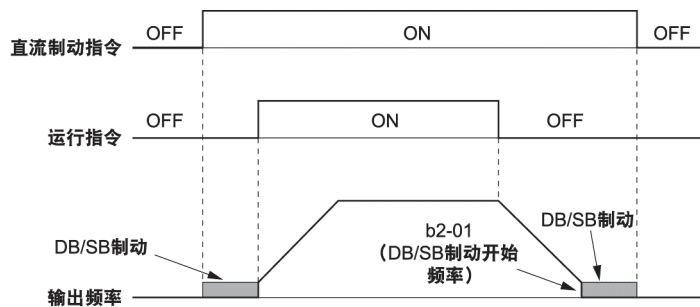 直流制动指令 OFF ON OFF
运行指令 OFF ON OFF
DB/SB制动
b2-01
（DB/SB制动开始
频率）
DB/SB制动
输出频率